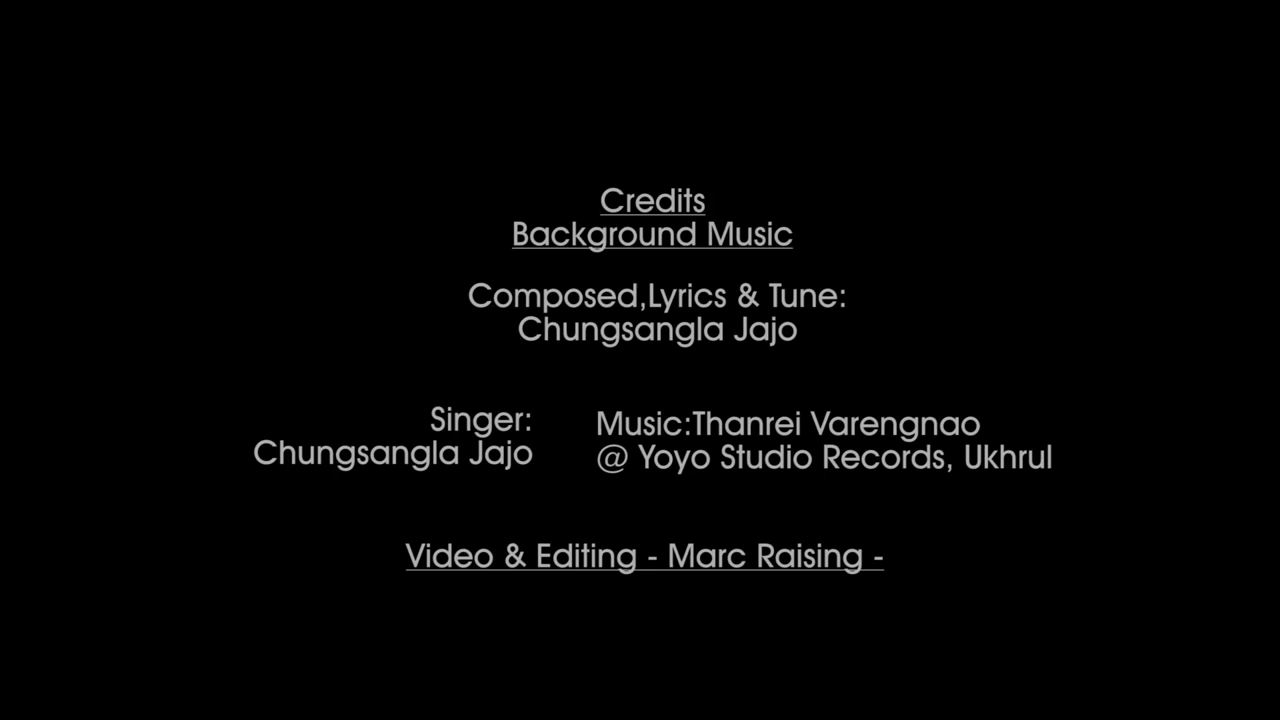 Credits
Background Music
Composed,Lyrics & Tune:
Chungsangla Jajo
Singer:
Chungsangla Jajo
Music:Thanrei Varengnao
@ Yoyo Studio Records, Ukhrul
Video & Editing - Marc Raising -